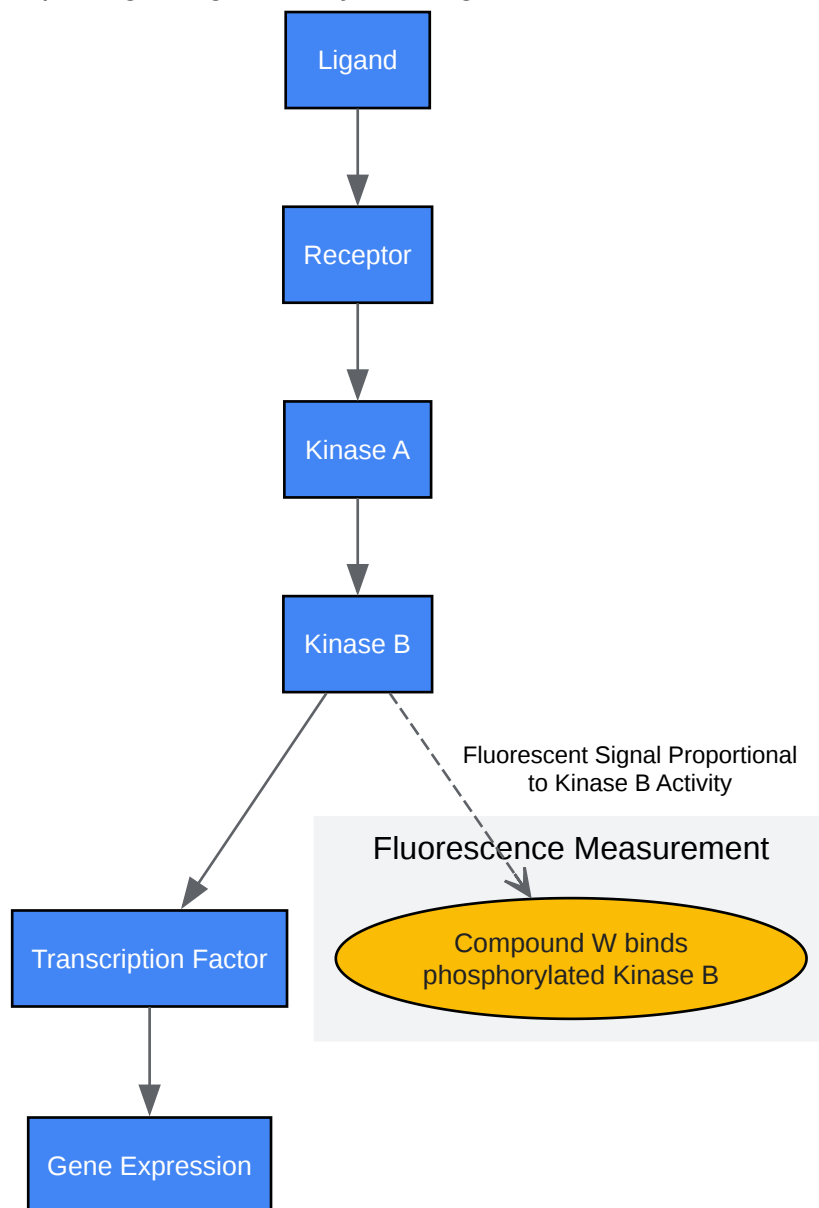 Ligand
Receptor
Kinase A
Kinase B
Fluorescent Signal Proportional
to Kinase B Activity
Fluorescence Measurement
Compound W binds
phosphorylated Kinase B
Transcription Factor
Gene Expression